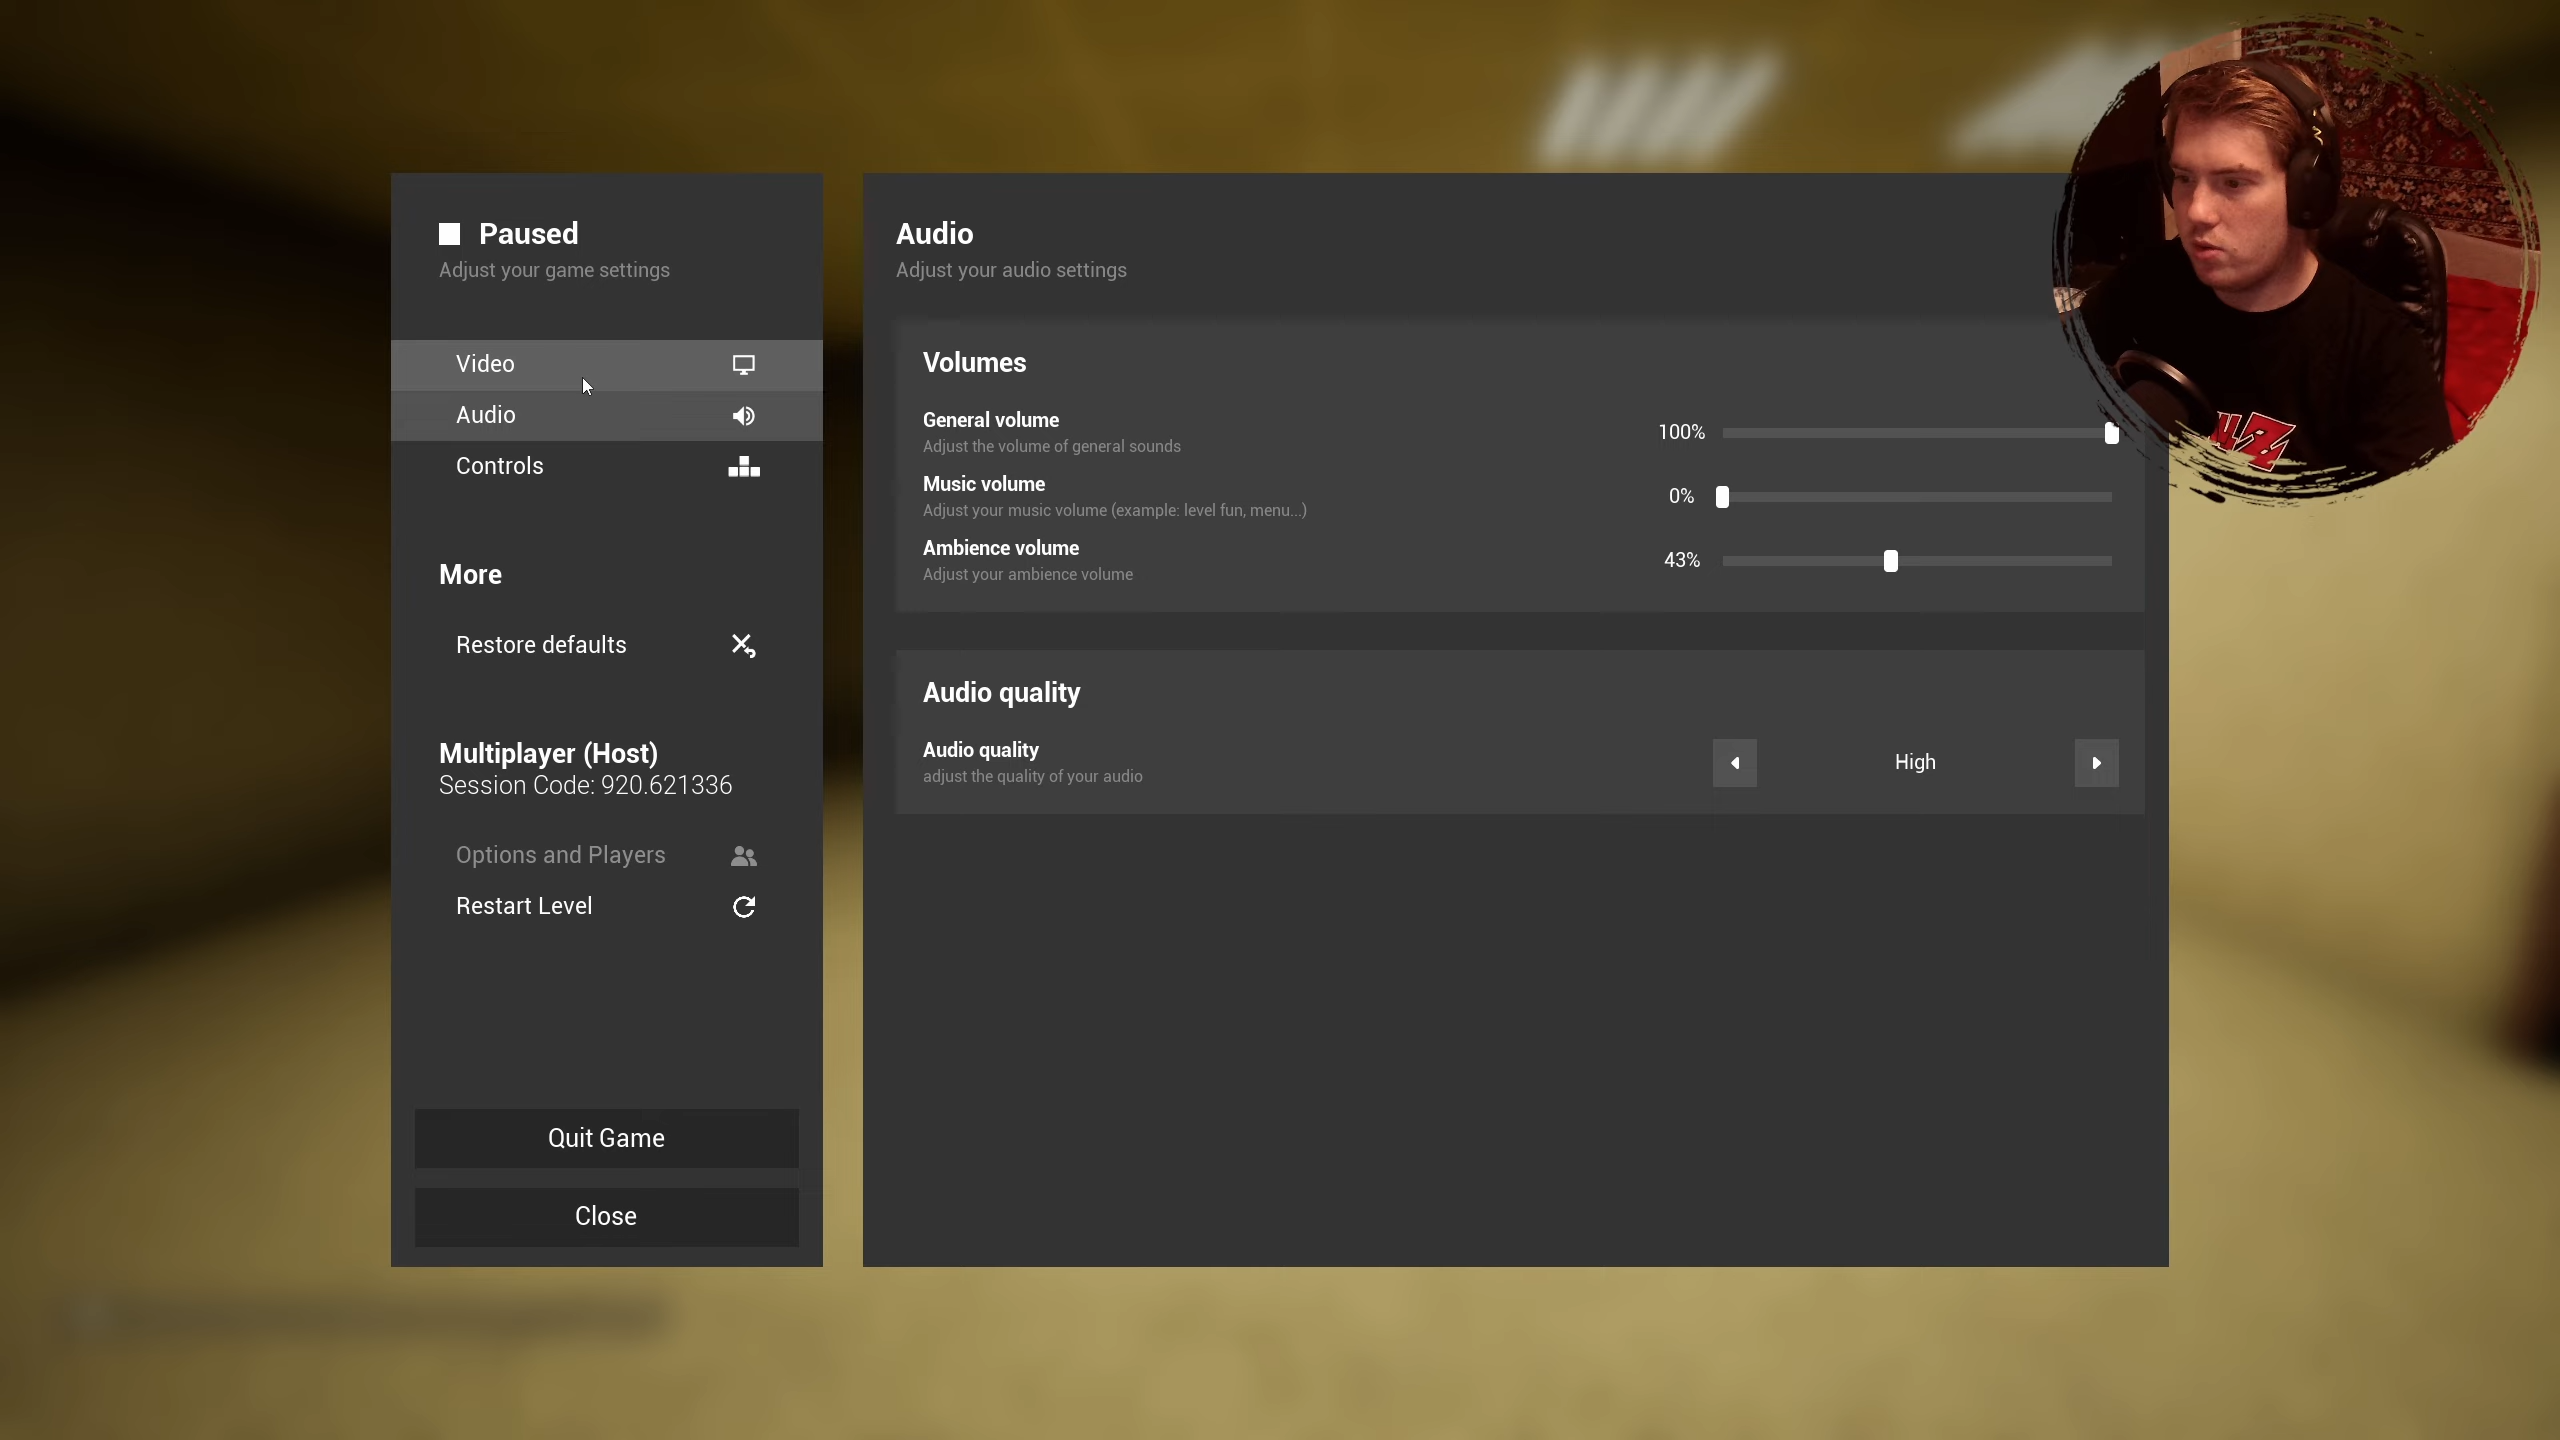 Paused
Adjust your game settings
Video
Audio
Controls
More
Restore defaults
Multiplayer (Host)
Session Code: 920.621336
Options and Players
Restart Level
Quit Game
Close
Audio
Adjust your audio settings
Volumes
General volume
Adjust the volume of general sounds
100%
Music volume
Adjust your music volume (example: level fun, menu...)
0%
Ambience volume
Adjust your ambience volume
43%
Audio quality
Audio quality
adjust the quality of your audio
High